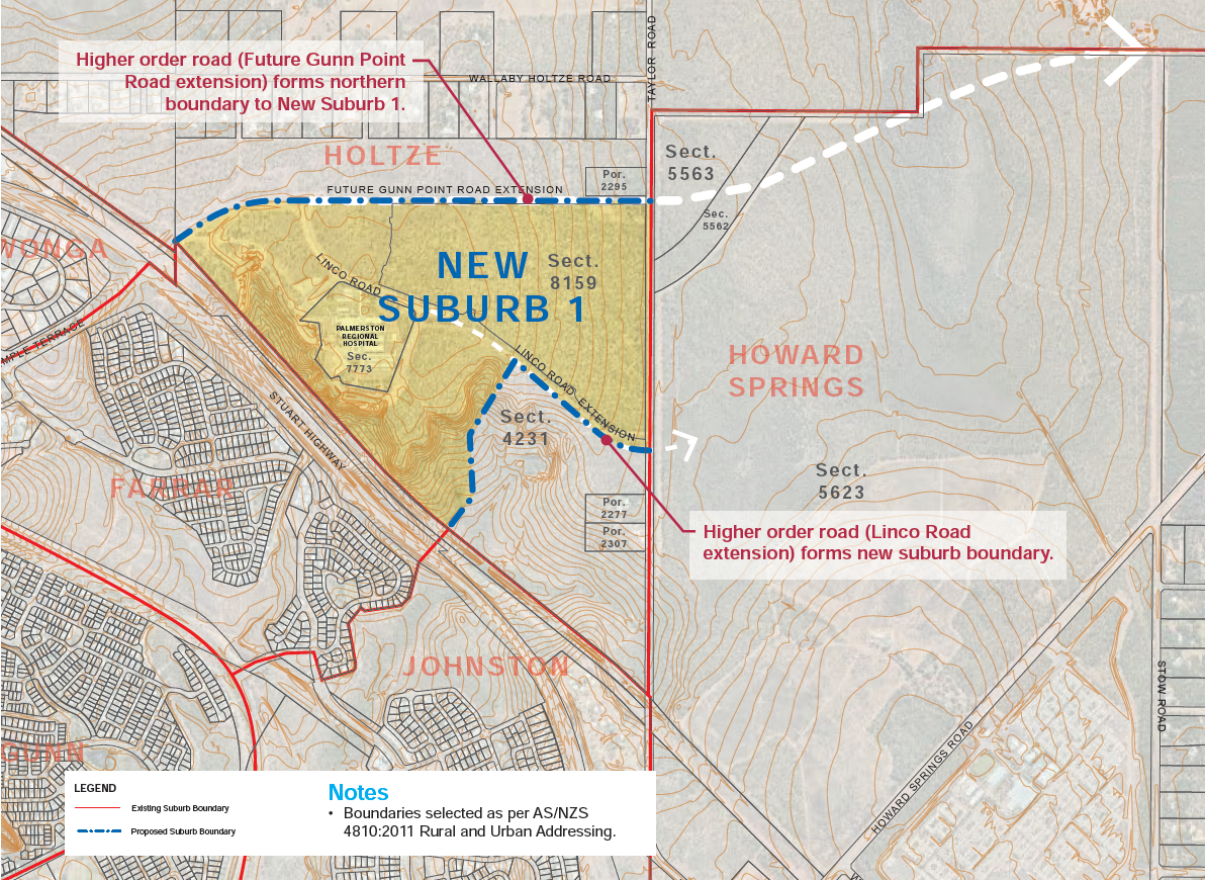 Higher order road (Future Gunn Point
Road extension) forms northern
boundary to New Suburb 1.
WALLABY HOLTZE ROAD
TAYLOR ROAD
HOLTZE
Sect.
5563
Por.
2295
FUTURE GUNN POINT ROAD EXTENSION
Sec.
5562
WONGA
LINCO ROAD
NEW
SUBURB 1
Sect.
8159
PALMERSTON
REGIONAL
HOSPITAL
Sec.
7773
MPLE TERRACE
LINCO ROAD EXTENSION
HOWARD
SPRINGS
STUART HIGHWAY
Sect.
4231
FARRAR
Sect.
5623
Por.
2277
Por.
2307
Higher order road (Linco Road
extension) forms new suburb boundary.
JOHNSTON
STOW ROAD
GUNN
HOWARD SPRINGS ROAD
LEGEND
Existing Suburb Boundary
Proposed Suburb Boundary
Notes
• Boundaries selected as per AS/NZS
4810:2011 Rural and Urban Addressing.